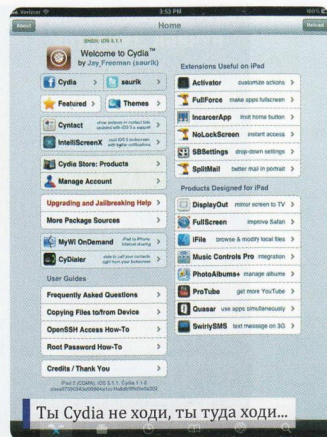 Verizon
3:53 PM
100%
About
Home
Reload
Welcome to Cydia™
by Jay Freeman (saurik)
Cydia
saurik
Featured
Themes
Cyntact
IntelliScreenX
Cydia Store: Products
Manage Account
Upgrading and Jailbreaking Help
More Package Sources
MyWi OnDemand
iPad to iPhone
internet sharing
CyDialer
User Guides
Frequently Asked Questions
Copying Files to/from Device
OpenSSH Access How-To
Root Password How-To
Credits / Thank You
Extensions Useful on iPad
Activator customize actions
FullForce make apps fullscreen
IncarcerApp limit home button
NoLockScreen instant access
SBSettings drop-down settings
SplitMail better mail in portrait
Products Designed for iPad
DisplayOut mirror screen to TV
FullScreen improve Safari
iFile browse & modify local files
Music Controls Pro integration
PhotoAlbums+ manage albums
ProTube get more YouTube
Quasar use apps simultaneously
SwirlySMS text message on 3G
Ты Cydia не ходи, ты туда ходи...